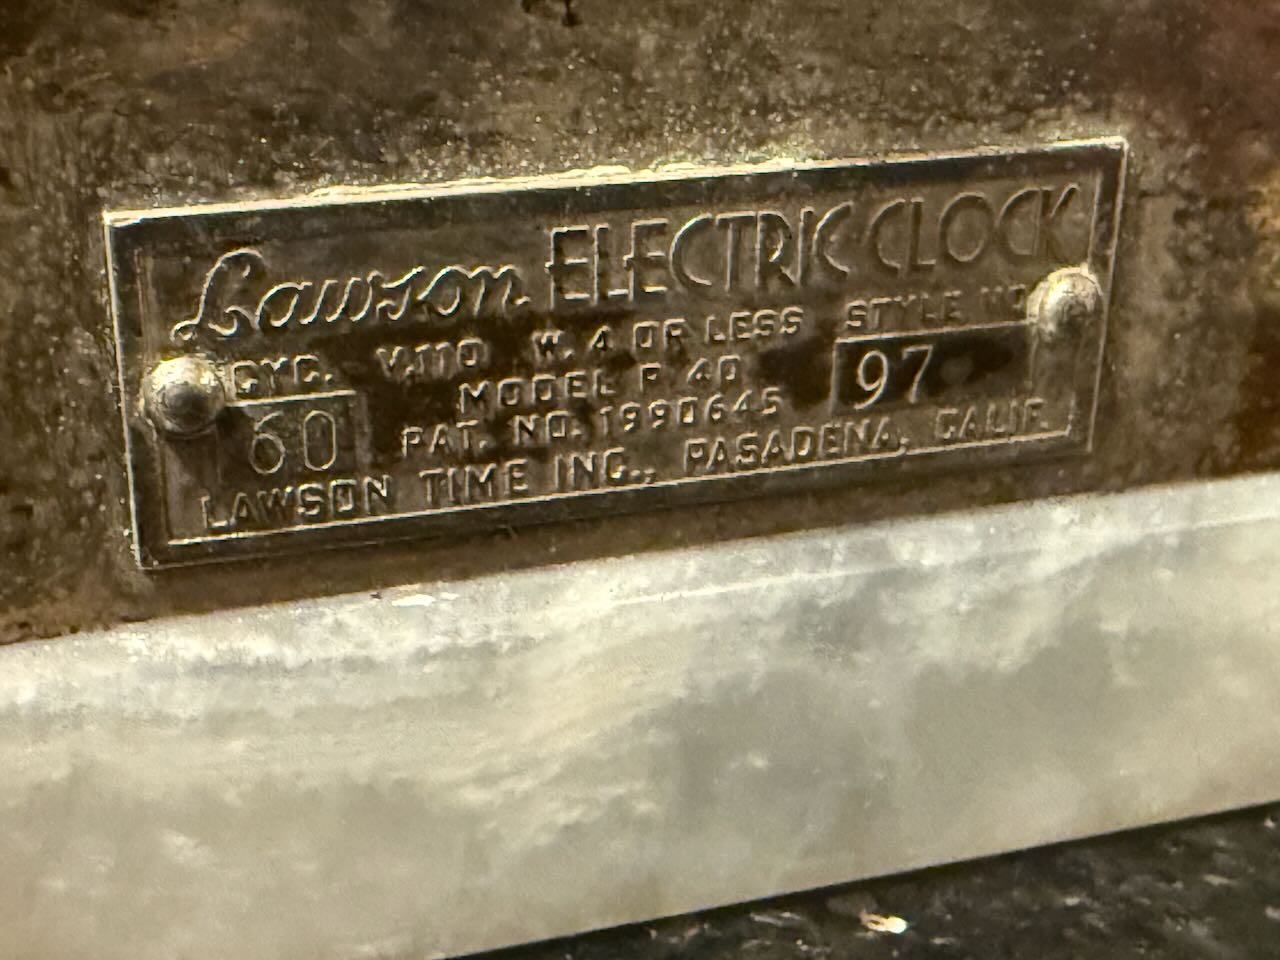 Lawson ELECTRIC CLOCK
CYC. V.110 W. 4 OR LESS STYLE NO.
60 MODEL P 40 97
PAT. NO. 1990645
LAWSON TIME INC., PASADENA, CALIF.